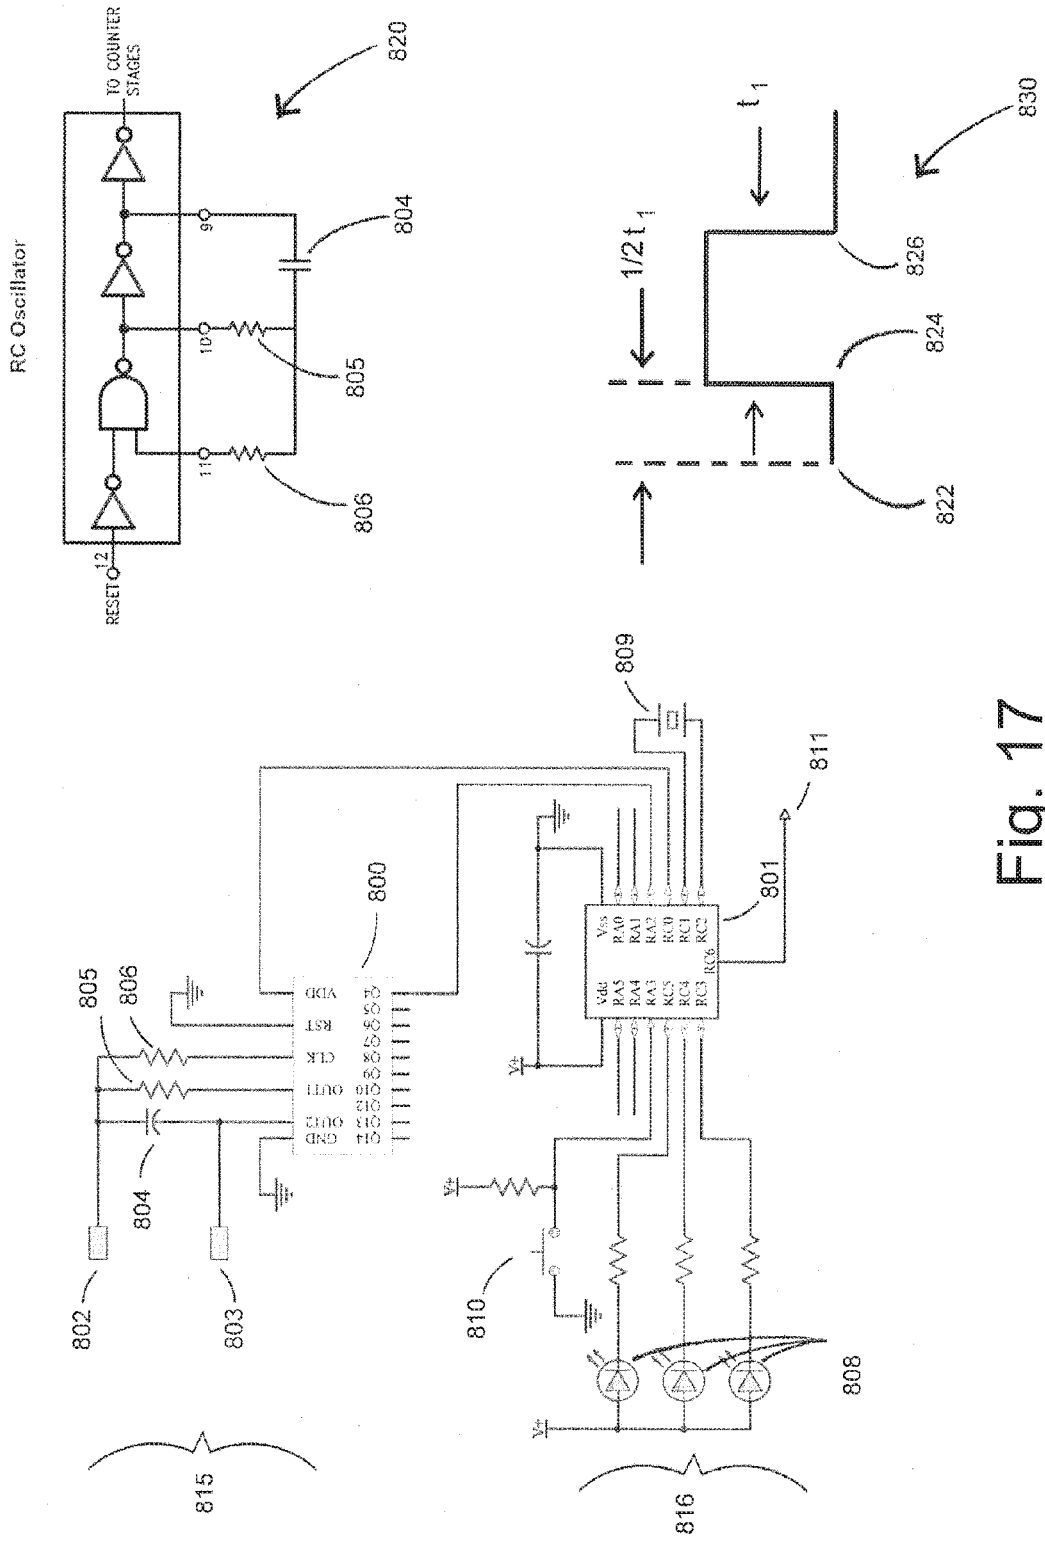 RC Oscillator
TO COUNTER
STAGES
RESET
12
11
10
9
806
805
804
820
1/2t1
t1
822
824
826
830
815
802
803
804
805
806
800
GND
OUT2
OUT1
CLK
RST
VDD
Q14
Q13
Q12
Q10
Q9
Q8
Q7
Q6
Q5
Q4
816
810
V+
V+
V+
808
Vdd
RA5
RA4
RA3
RC5
RC4
RC3
RC6
Vss
RA0
RA1
RA2
RC0
RC1
RC2
801
809
811
Fig. 17